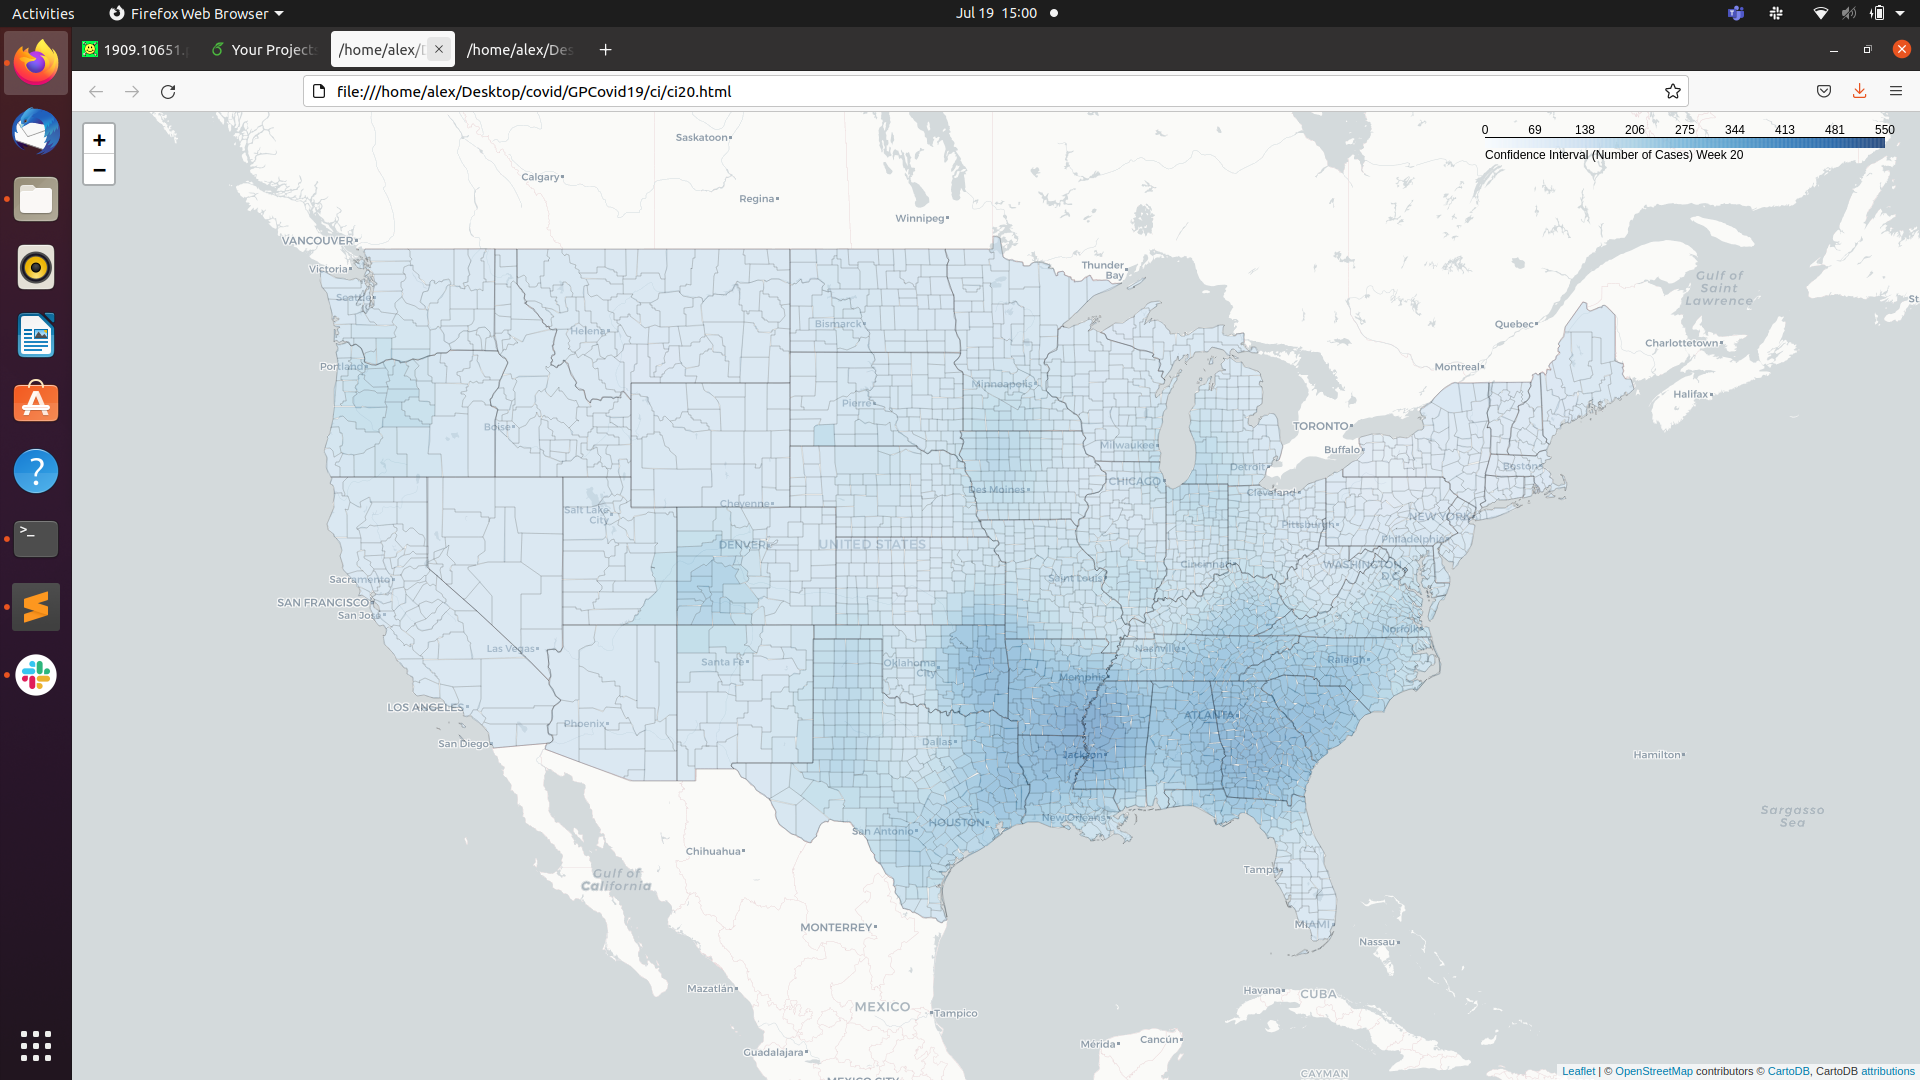 Activities
Firefox Web Browser
Jul 19 15:00
1909.10651.
Your Projects
/home/alex/D
/home/alex/Des
file:///home/alex/Desktop/covid/GPCovid19/ci/ci20.html
+
−
0 69 138 206 275 344 413 481 550
Confidence Interval (Number of Cases) Week 20
Saskatoon
Calgary
Regina
Winnipeg
VANCOUVER
Victoria
Seattle
Thunder
Bay
Gulf of
Saint
Lawrence
St
Quebec
Charlottetown
Montreal
Halifax
Helena
Bismarck
Portland
Minneapolis
Pierre
Boise
TORONTO
Buffalo
Milwaukee
Detroit
Boston
CHICAGO
Cleveland
Des Moines
Cheyenne
Salt Lake
City
Pittsburgh
NEW YORK
Philadelphia
DENVER
UNITED STATES
Cincinnati
WASHINGTON
D.C.
Saint Louis
Sacramento
SAN FRANCISCO
San Jose
Norfolk
Las Vegas
Santa Fe
Oklahoma
City
Nashville
Raleigh
Memphis
LOS ANGELES
Phoenix
ATLANTA
San Diego
Dallas
Jackson
Hamilton
Sargasso
Sea
HOUSTON
New Orleans
San Antonio
Chihuahua
Tampa
Gulf of
California
MONTERREY
MIAMI
Nassau
Mazatlán
Havana
CUBA
MEXICO
Tampico
Mérida
Cancún
Guadalajara
MEXICO CITY
CAYMAN
Leaflet | © OpenStreetMap contributors © CartoDB, CartoDB attributions